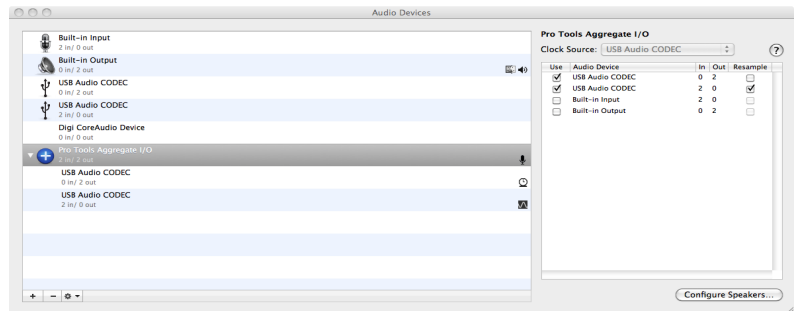 Audio Devices
Built-in Input
2 in/ 0 out
Built-in Output
0 in/ 2 out
USB Audio CODEC
0 in/ 2 out
USB Audio CODEC
2 in/ 0 out
Digi CoreAudio Device
0 in/ 0 out
Pro Tools Aggregate I/O
2 in/ 2 out
USB Audio CODEC
0 in/ 2 out
USB Audio CODEC
2 in/ 0 out
Pro Tools Aggregate I/O
Clock Source: USB Audio CODEC ?
Use Audio Device In Out Resample
USB Audio CODEC 0 2
USB Audio CODEC 2 0
Built-in Input 2 0
Built-in Output 0 2
Configure Speakers...